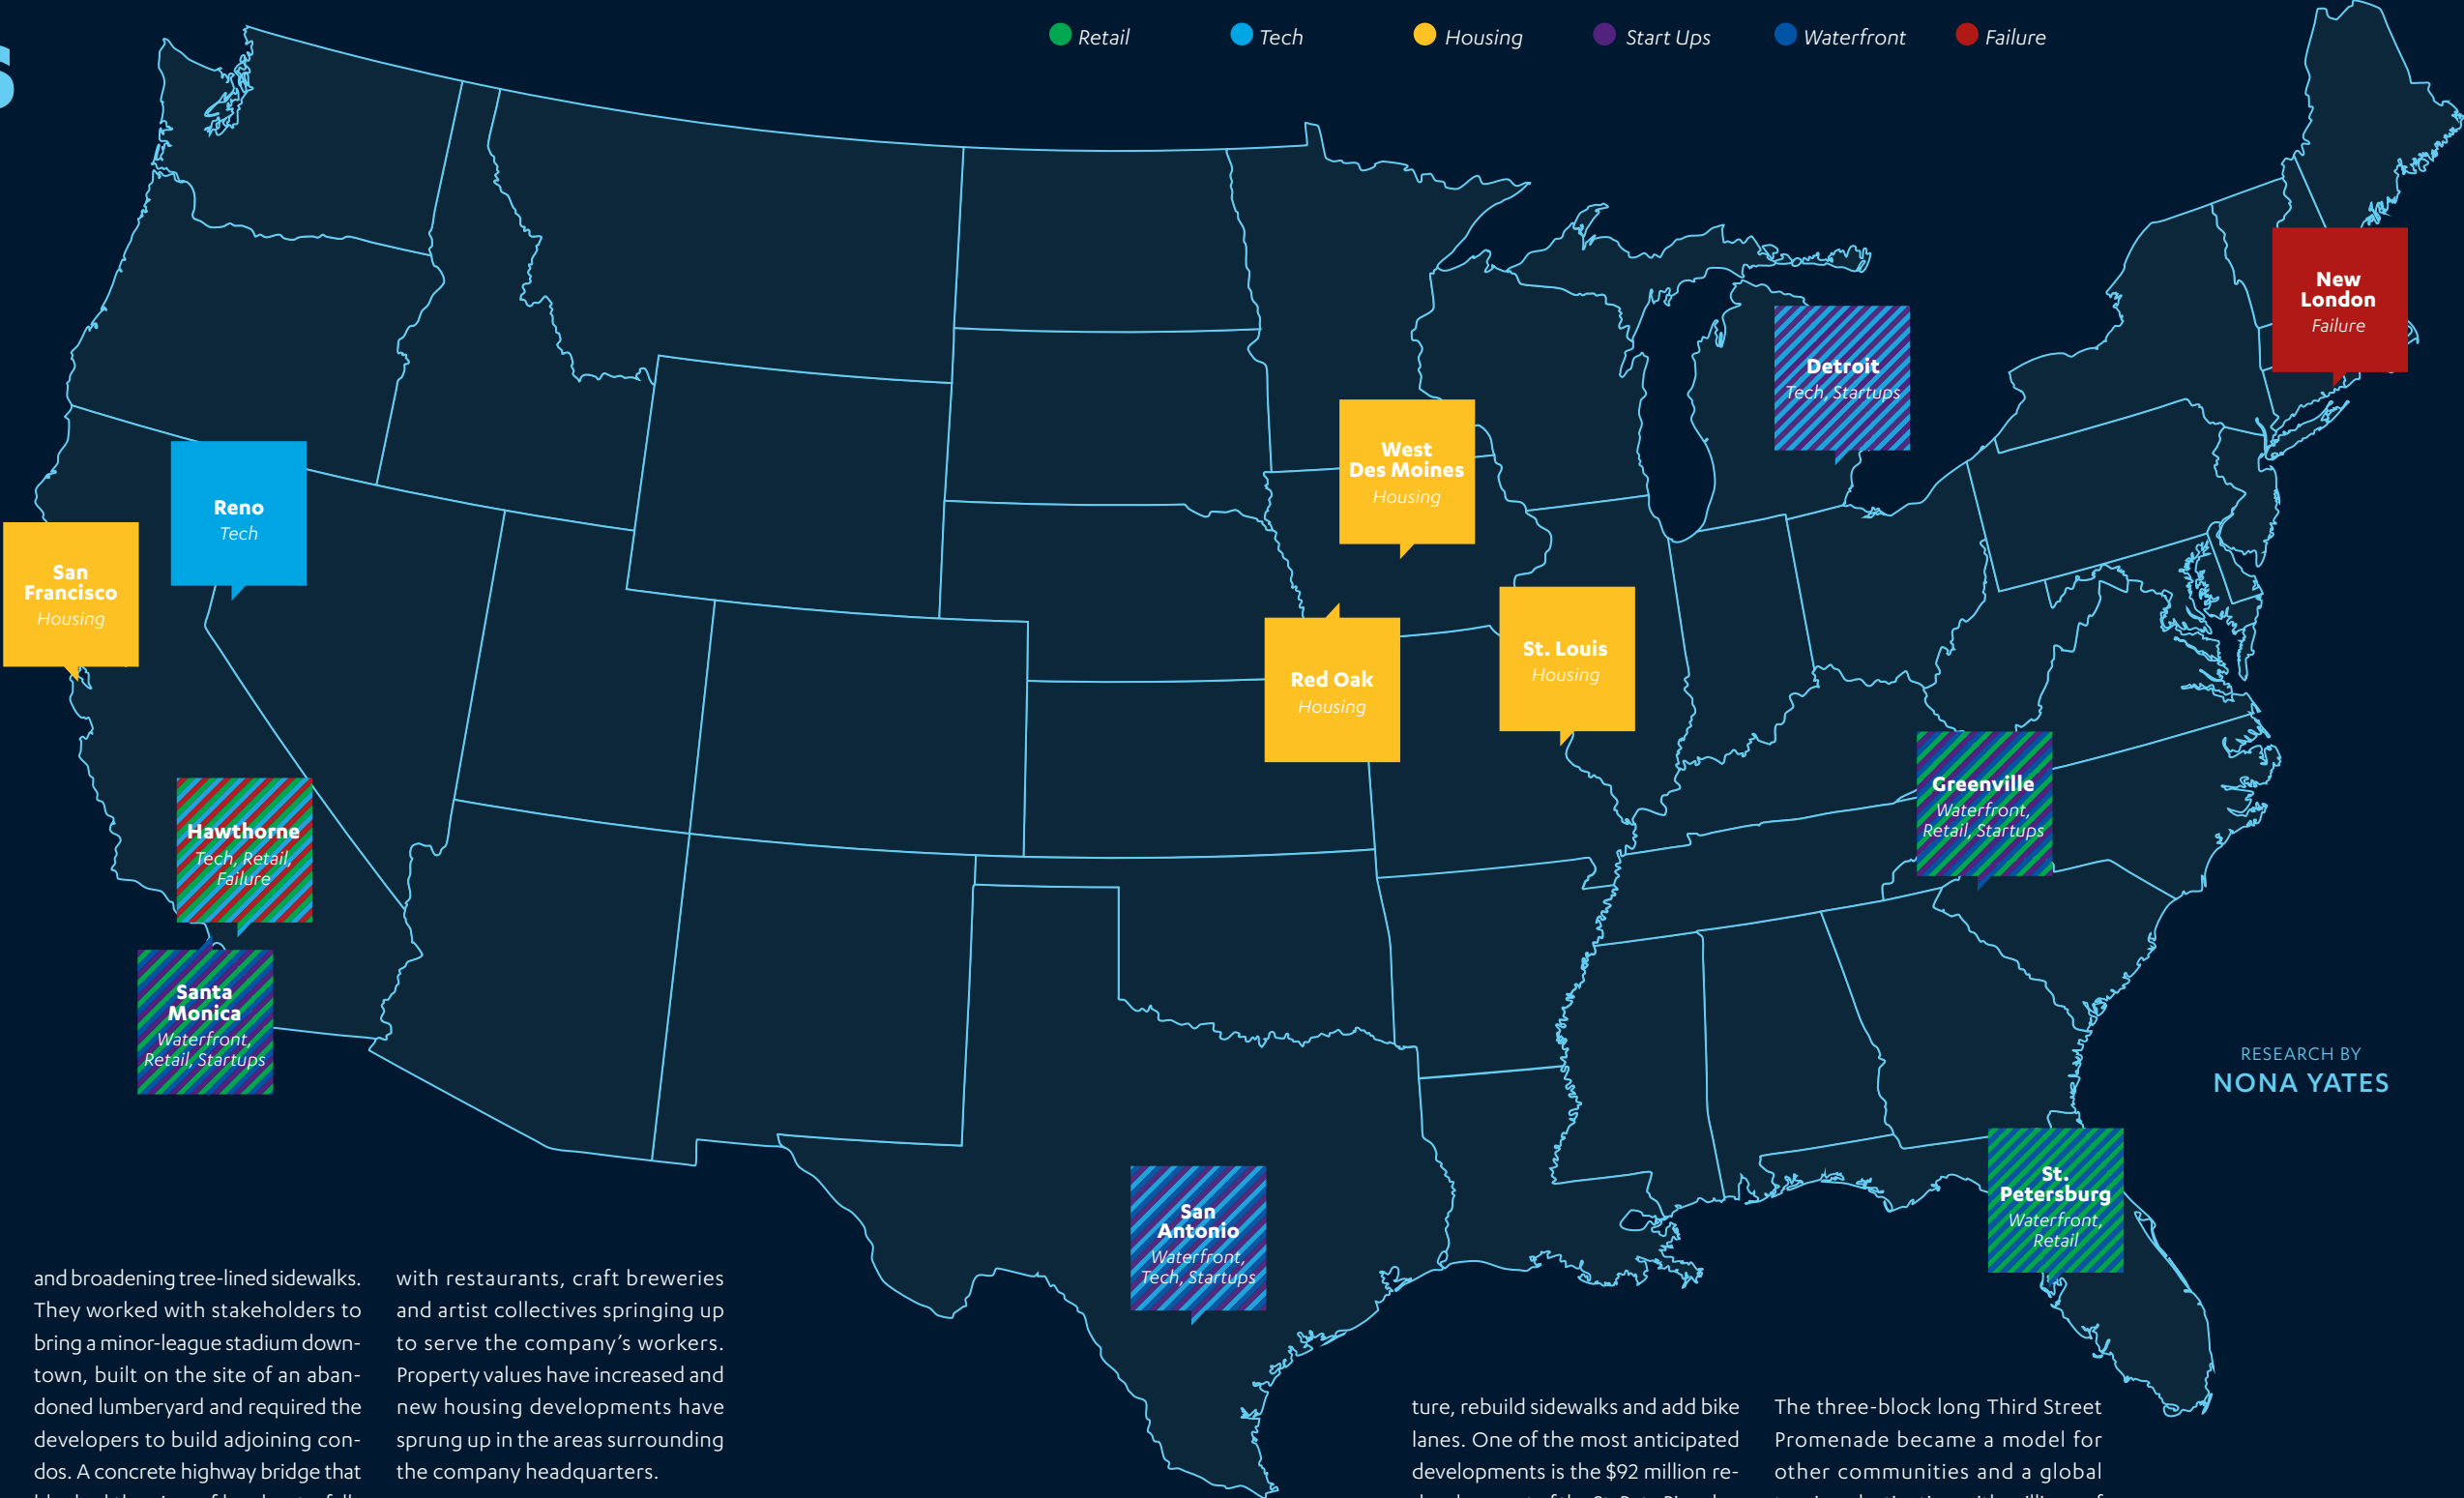 S
Retail
Tech
Housing
Start Ups
Waterfront
Failure
New
London
Failure
Detroit
Tech, Startups
West
Des Moines
Housing
Reno
Tech
San
Francisco
Housing
St. Louis
Housing
Red Oak
Housing
Greenville
Waterfront,
Retail, Startups
Hawthorne
Tech, Retail,
Failure
Santa
Monica
Waterfront,
Retail, Startups
RESEARCH BY
NONA YATES
St.
Petersburg
Waterfront,
Retail
San
Antonio
Waterfront,
Tech, Startups
and broadening tree-lined sidewalks.
They worked with stakeholders to
bring a minor-league stadium down-
town, built on the site of an aban-
doned lumberyard and required the
developers to build adjoining con-
dos. A concrete highway bridge that
with restaurants, craft breweries
and artist collectives springing up
to serve the company's workers.
Property values have increased and
new housing developments have
sprung up in the areas surrounding
the company headquarters.
ture, rebuild sidewalks and add bike
lanes. One of the most anticipated
developments is the $92 million re-
The three-block long Third Street
Promenade became a model for
other communities and a global